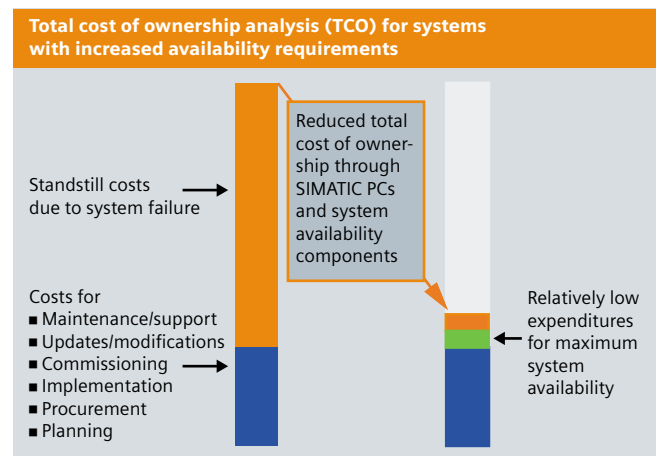 Total cost of ownership analysis (TCO) for systems
with increased availability requirements
Reduced total
cost of owner-
ship through
SIMATIC PCs
and system
availability
components
Standstill costs
due to system failure
Costs for
■ Maintenance/support
■ Updates/modifications
■ Commissioning
■ Implementation
■ Procurement
■ Planning
Relatively low
expenditures
for maximum
system
availability